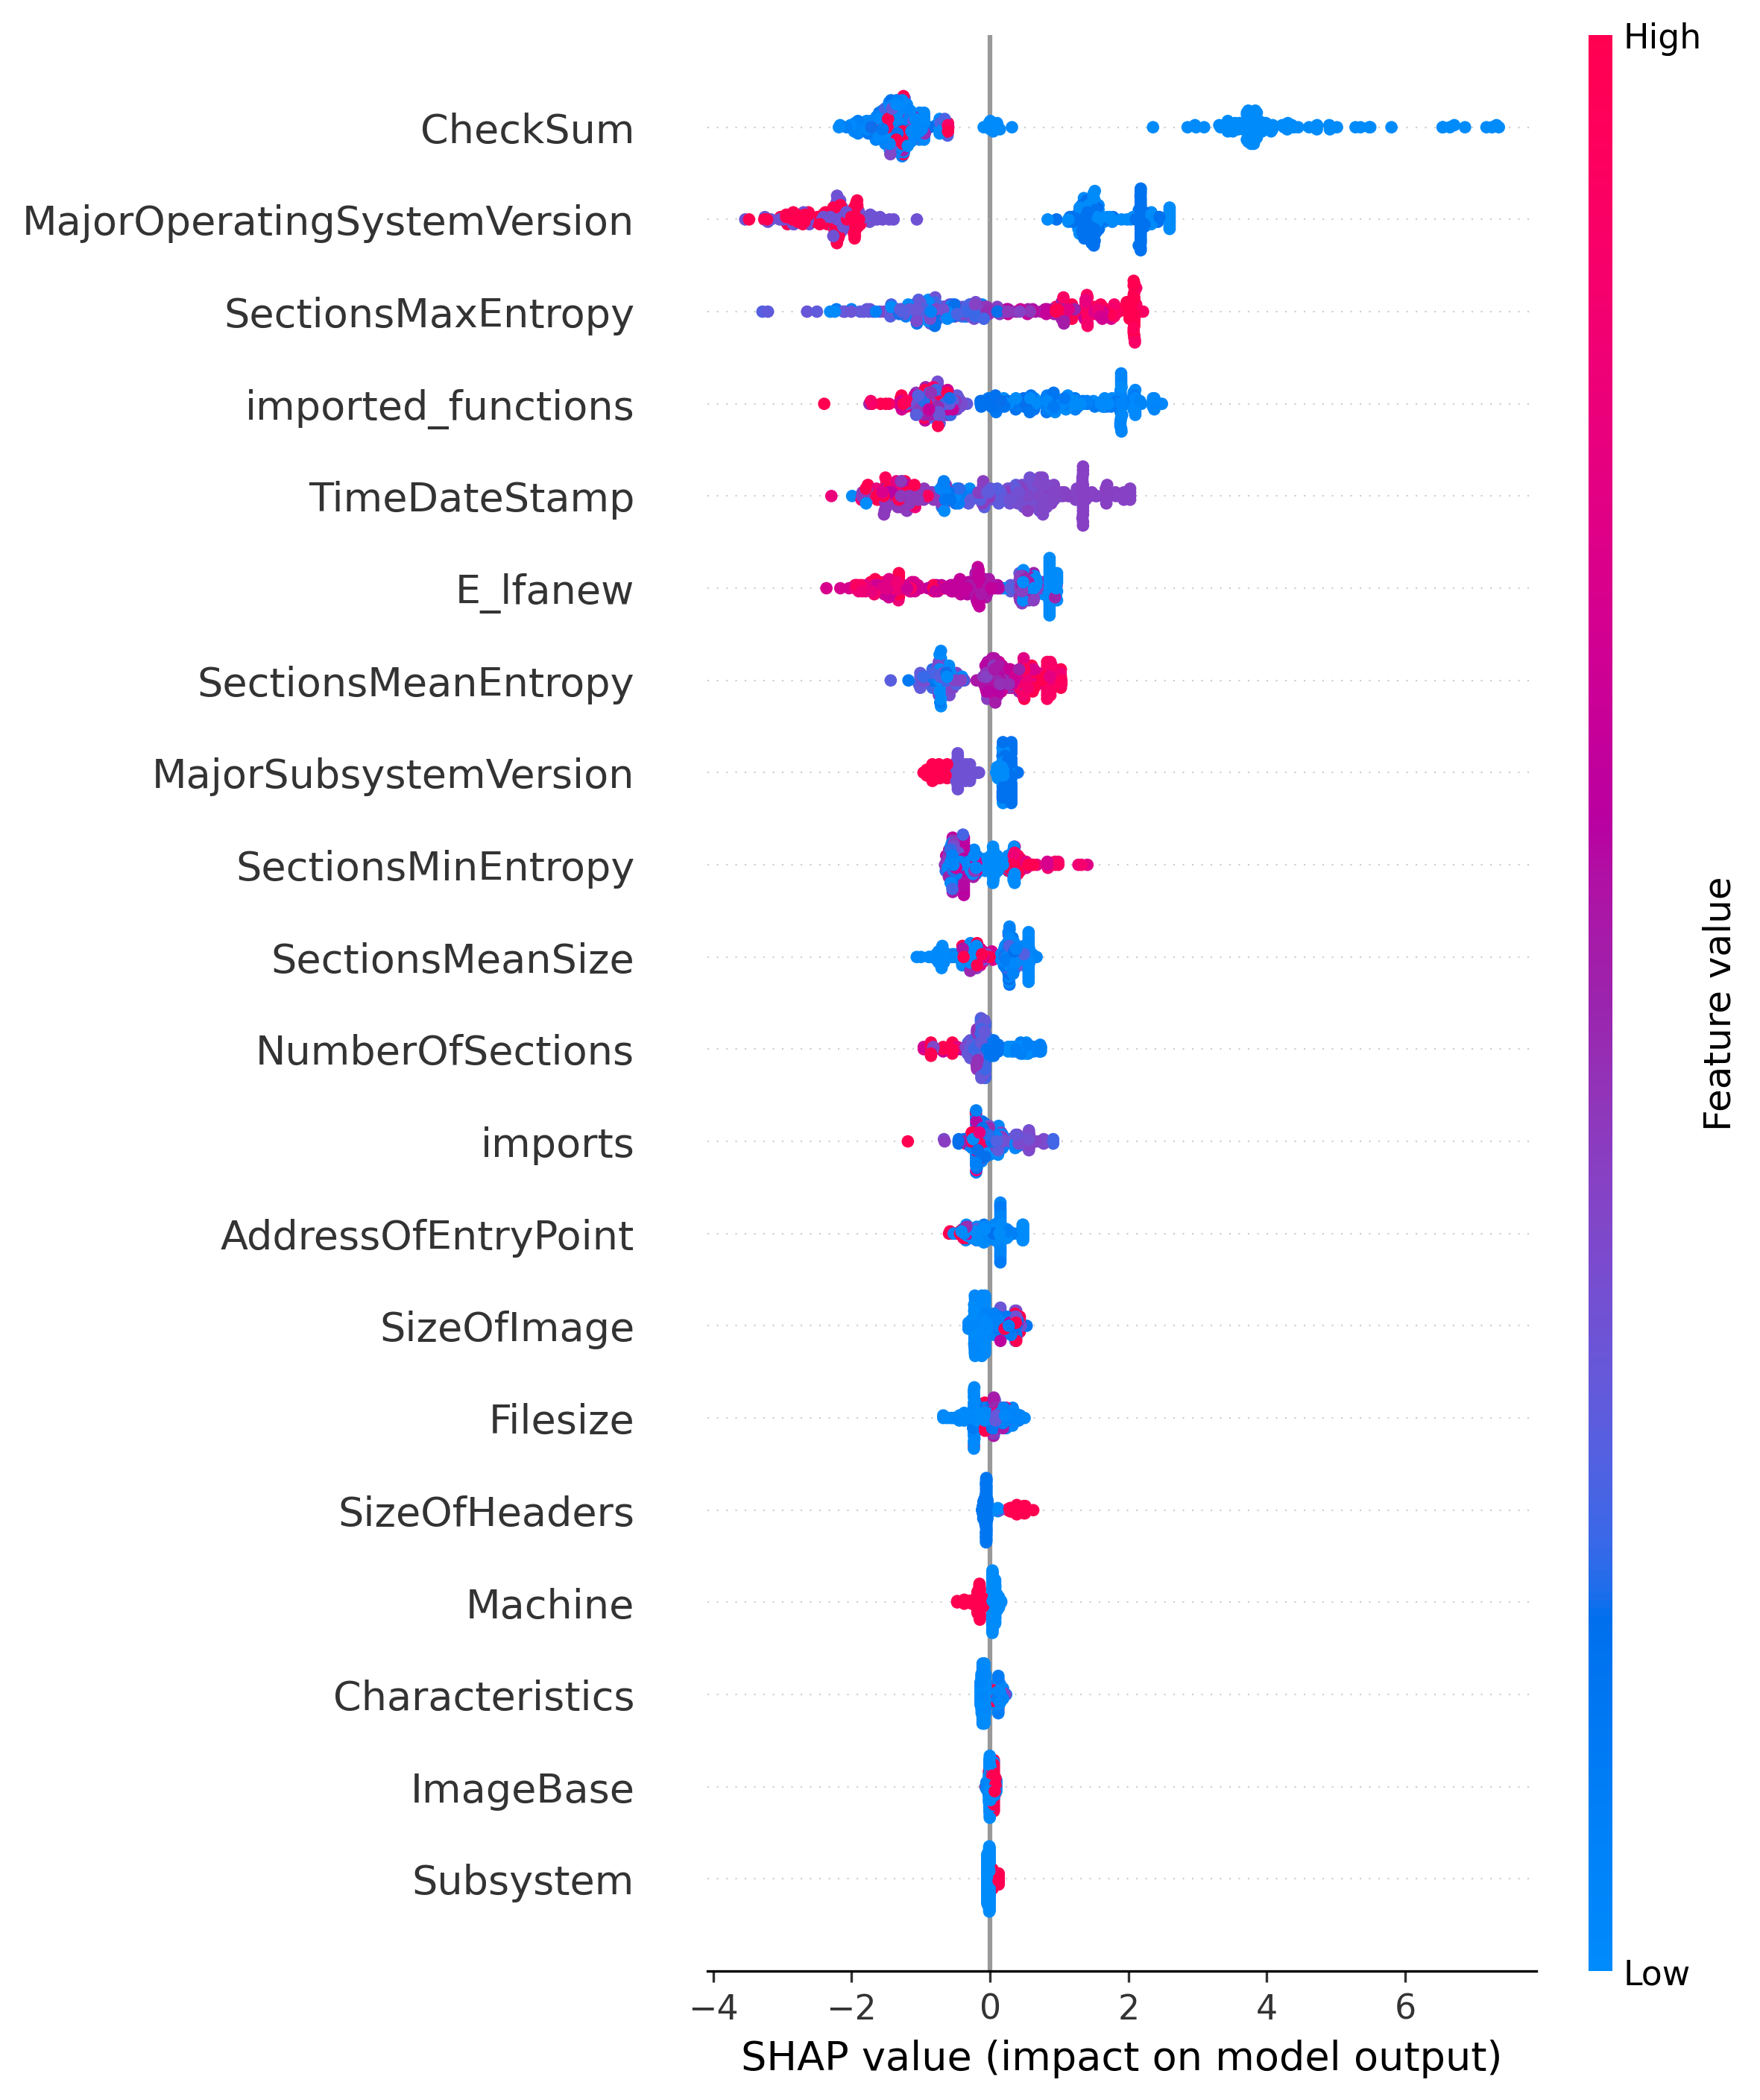 High
CheckSum
MajorOperatingSystemVersion
SectionsMaxEntropy
imported_functions
TimeDateStamp
E_lfanew
SectionsMeanEntropy
MajorSubsystemVersion
SectionsMinEntropy
SectionsMeanSize
NumberOfSections
imports
AddressOfEntryPoint
SizeOfImage
Filesize
SizeOfHeaders
Machine
Characteristics
ImageBase
Subsystem
Feature value
Low
−4 −2 0 2 4 6
SHAP value (impact on model output)